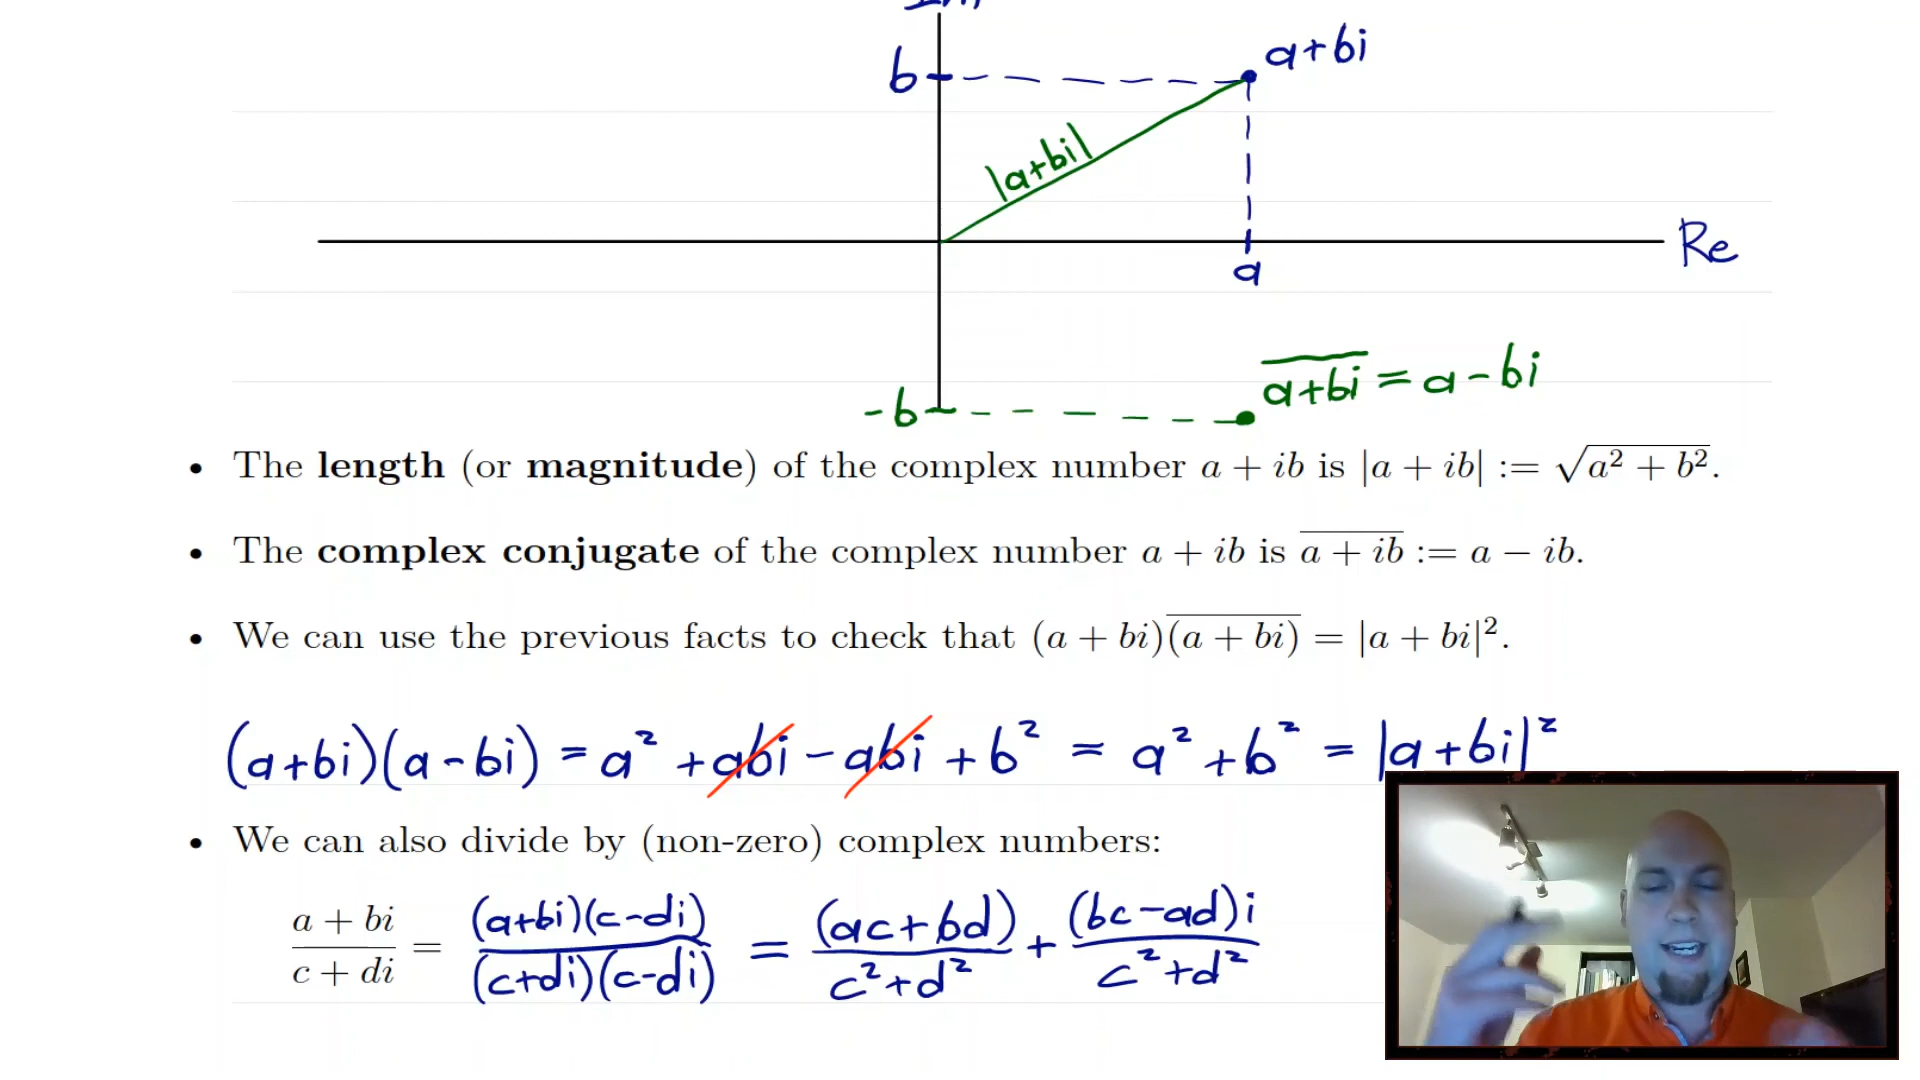 Im
b
a+bi
|a+bi|
Re
a
a+bi̅ = a-bi
-b
• The length (or magnitude) of the complex number a + ib is |a + ib| := √(a² + b²).
• The complex conjugate of the complex number a + ib is a + ib̅ := a − ib.
• We can use the previous facts to check that (a + bi)(a + bi)̅ = |a + bi|².
(a+bi)(a-bi) = a² + abi - abi + b² = a² + b² = |a+bi|²
• We can also divide by (non-zero) complex numbers:
(a + bi)/(c + di) = (a+bi)(c-di)/(c+di)(c-di) = (ac+bd)/(c²+d²) + (bc-ad)i/(c²+d²)